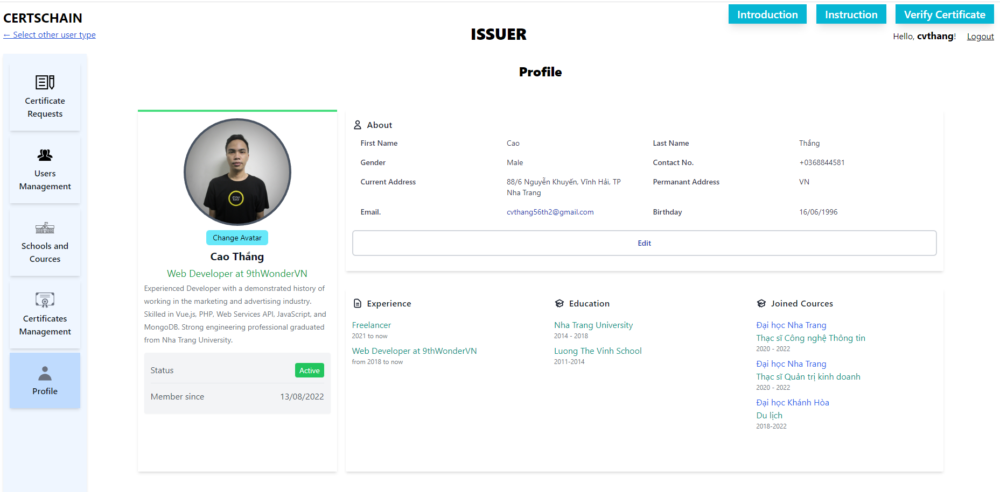 CERTSCHAIN
← Select other user type
Introduction
Instruction
Verify Certificate
ISSUER
Hello, cvthang!
Logout
Certificate
Requests
Users
Management
Schools and
Cources
Certificates
Management
Profile
Profile
Change Avatar
Cao Thắng
Web Developer at 9thWonderVN
Experienced Developer with a demonstrated history of
working in the marketing and advertising industry.
Skilled in Vue.js, PHP, Web Services API, JavaScript, and
MongoDB. Strong engineering professional graduated
from Nha Trang University.
Status
Active
Member since
13/08/2022
About
First Name
Cao
Last Name
Thắng
Gender
Male
Contact No.
+0368844581
Current Address
88/6 Nguyễn Khuyến, Vĩnh Hải, TP
Nha Trang
Permanant Address
VN
Email.
cvthang56th2@gmail.com
Birthday
16/06/1996
Edit
Experience
Freelancer
2021 to now
Web Developer at 9thWonderVN
from 2018 to now
Education
Nha Trang University
2014 - 2018
Luong The Vinh School
2011-2014
Joined Cources
Đại học Nha Trang
Thạc sĩ Công nghệ Thông tin
2020 - 2022
Đại học Nha Trang
Thạc sĩ Quản trị kinh doanh
2020 - 2022
Đại học Khánh Hòa
Du lịch
2018-2022